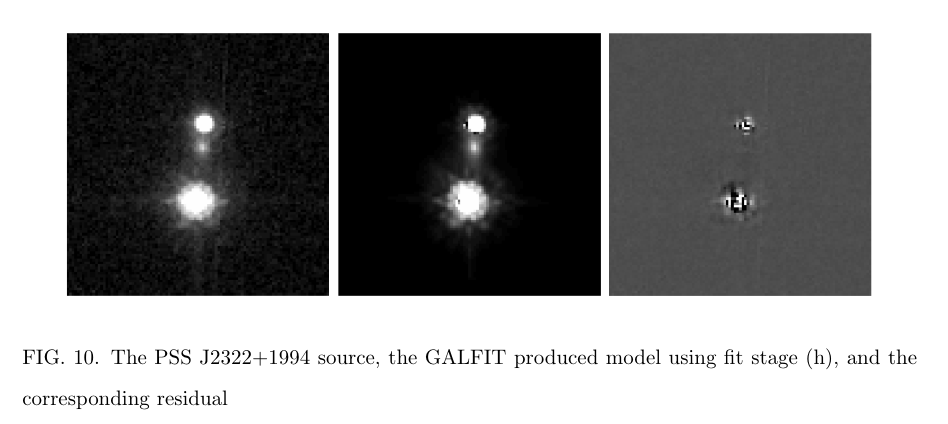 FIG. 10. The PSS J2322+1994 source, the GALFIT produced model using fit stage (h), and the
corresponding residual